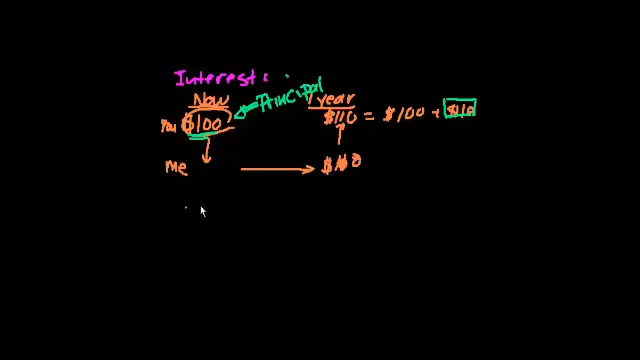 Interest:
Now ← Principal 1 year
You $100 $110 = $100 + $10
Me → $110